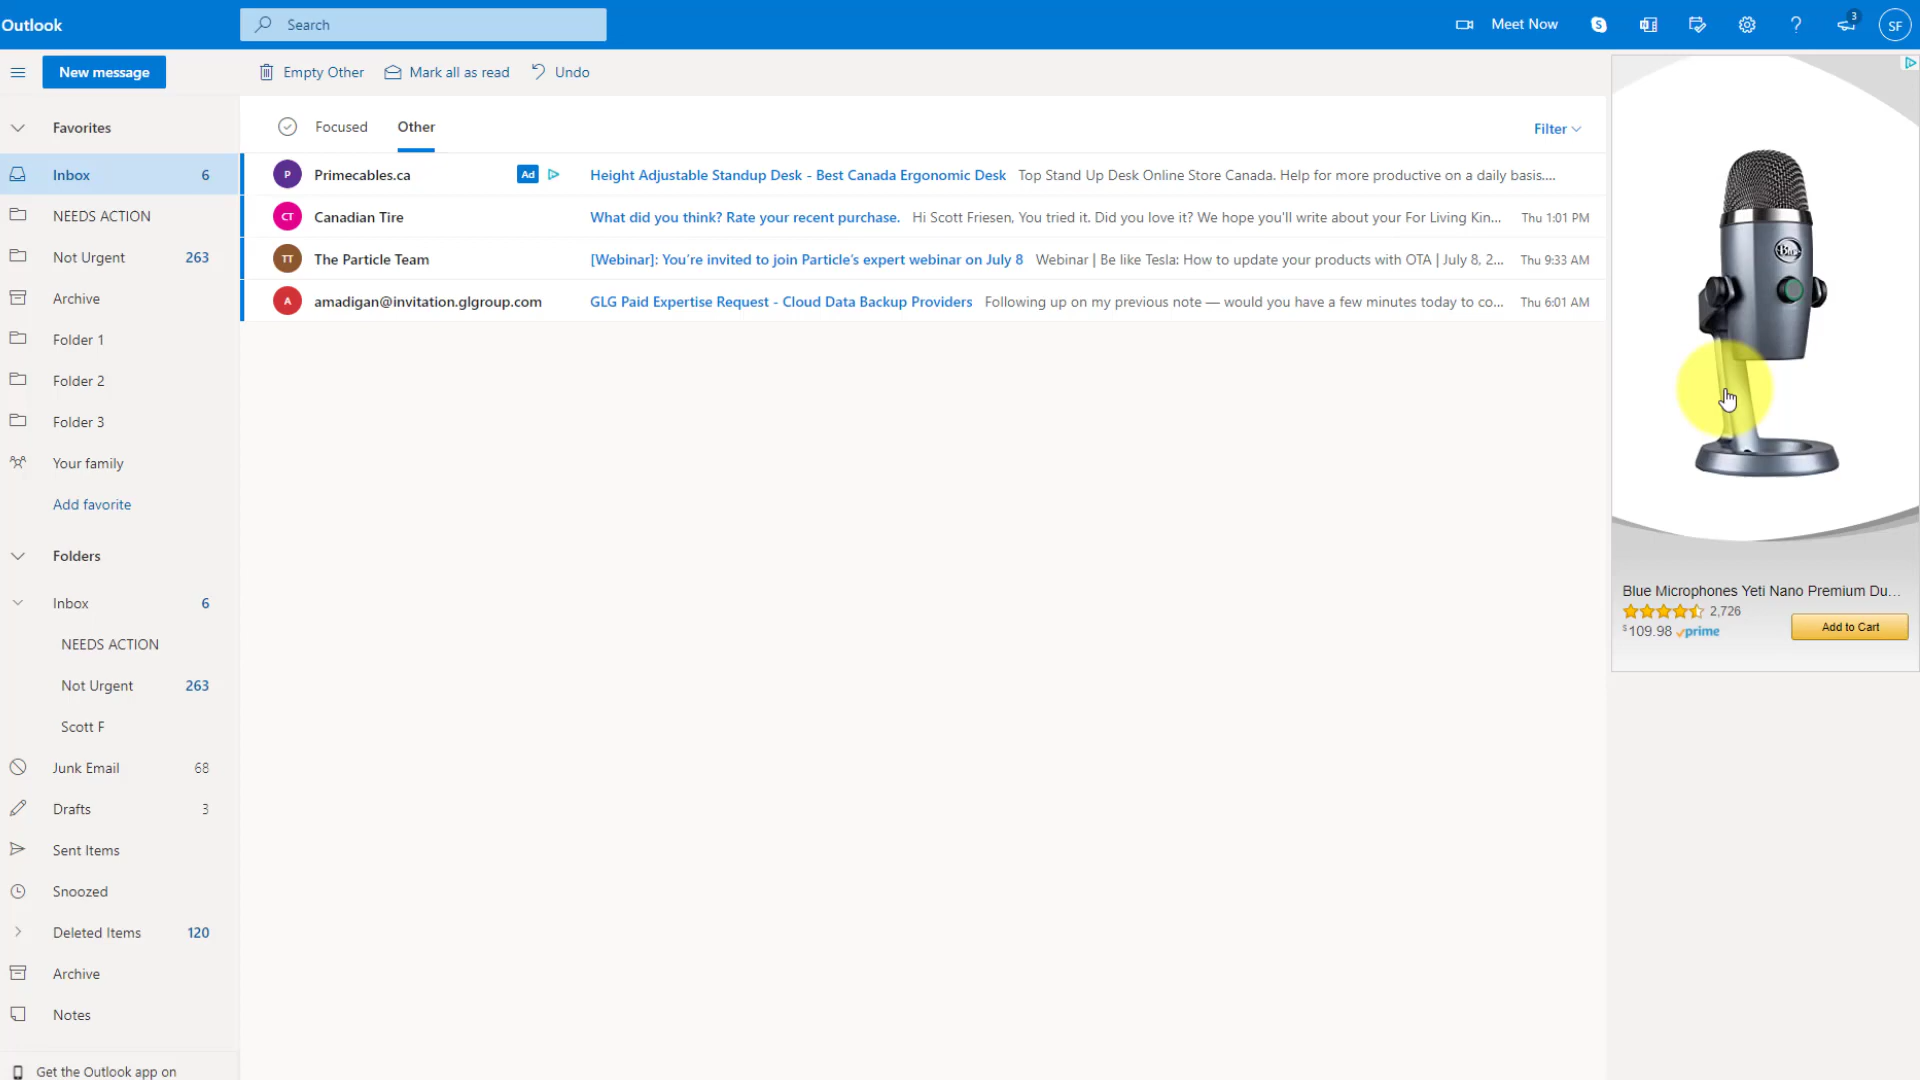 Outlook
Search
Meet Now
3
SF
New message
Empty Other
Mark all as read
Undo
Favorites
Inbox 6
NEEDS ACTION
Not Urgent 263
Archive
Folder 1
Folder 2
Folder 3
Your family
Add favorite
Folders
Inbox 6
NEEDS ACTION
Not Urgent 263
Scott F
Junk Email 68
Drafts 3
Sent Items
Snoozed
Deleted Items 120
Archive
Notes
Get the Outlook app on
Focused Other Filter
P Primecables.ca Ad Height Adjustable Standup Desk - Best Canada Ergonomic Desk Top Stand Up Desk Online Store Canada. Help for more productive on a daily basis....
CT Canadian Tire What did you think? Rate your recent purchase. Hi Scott Friesen, You tried it. Did you love it? We hope you'll write about your For Living Kin... Thu 1:01 PM
TT The Particle Team [Webinar]: You're invited to join Particle's expert webinar on July 8 Webinar | Be like Tesla: How to update your products with OTA | July 8, 2... Thu 9:33 AM
A amadigan@invitation.glgroup.com GLG Paid Expertise Request - Cloud Data Backup Providers Following up on my previous note — would you have a few minutes today to co... Thu 6:01 AM
Blue
Blue Microphones Yeti Nano Premium Du...
2,726
$109.98 prime
Add to Cart